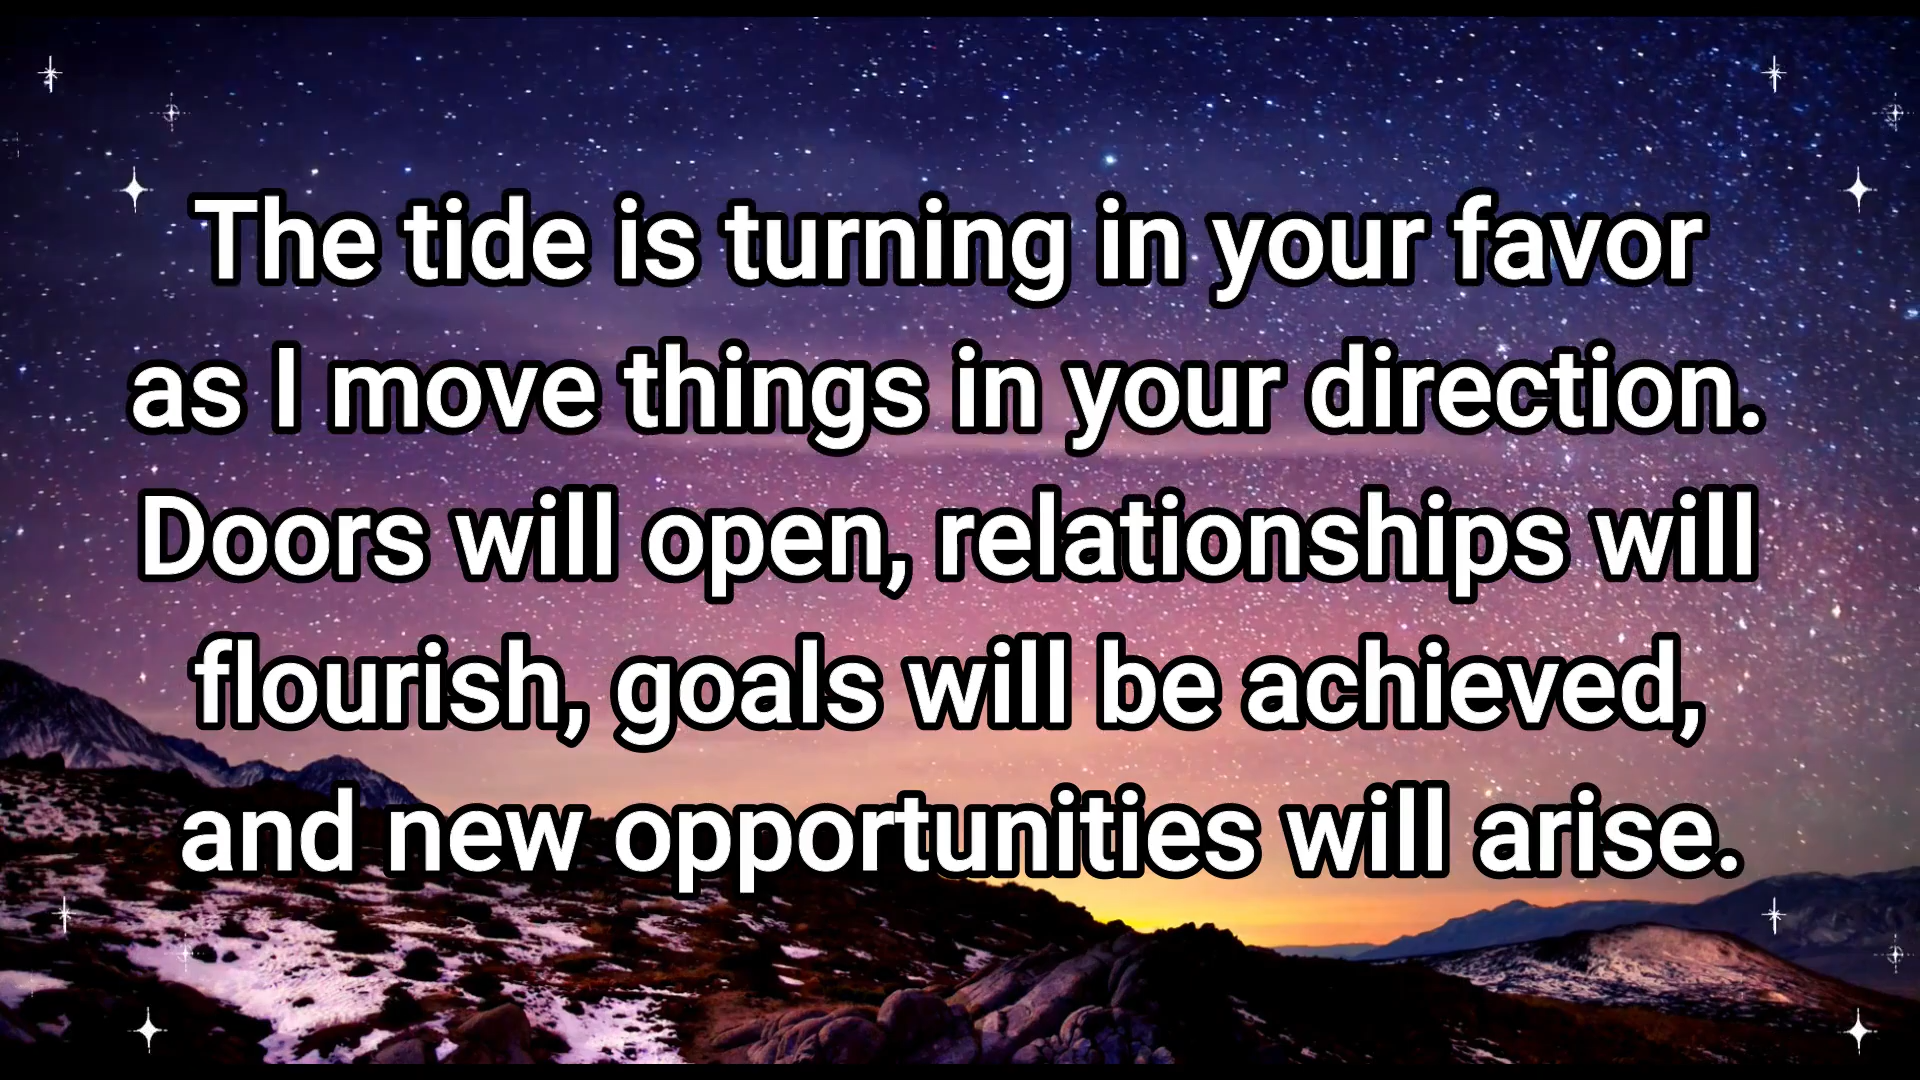 The tide is turning in your favor
as I move things in your direction.
Doors will open, relationships will
flourish, goals will be achieved,
and new opportunities will arise.